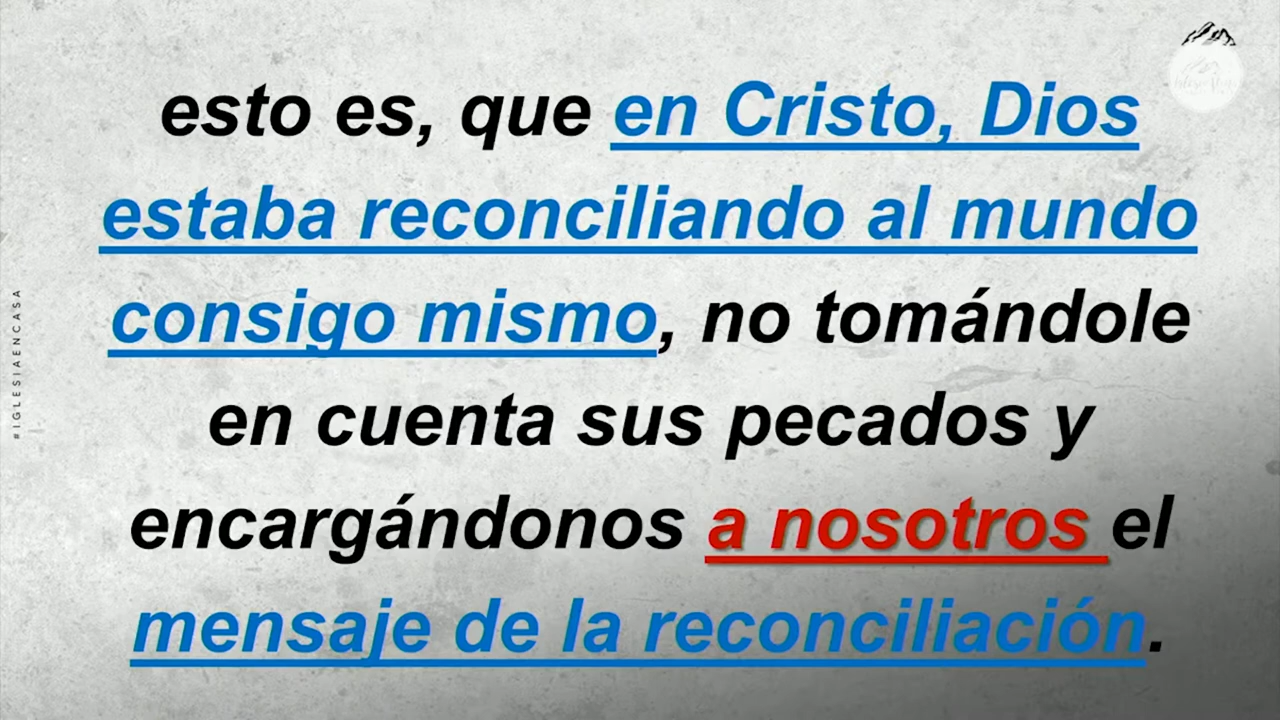 esto es, que en Cristo, Dios
estaba reconciliando al mundo
consigo mismo, no tomándole
en cuenta sus pecados y
encargándonos a nosotros el
mensaje de la reconciliación.
#IGLESIAENCASA